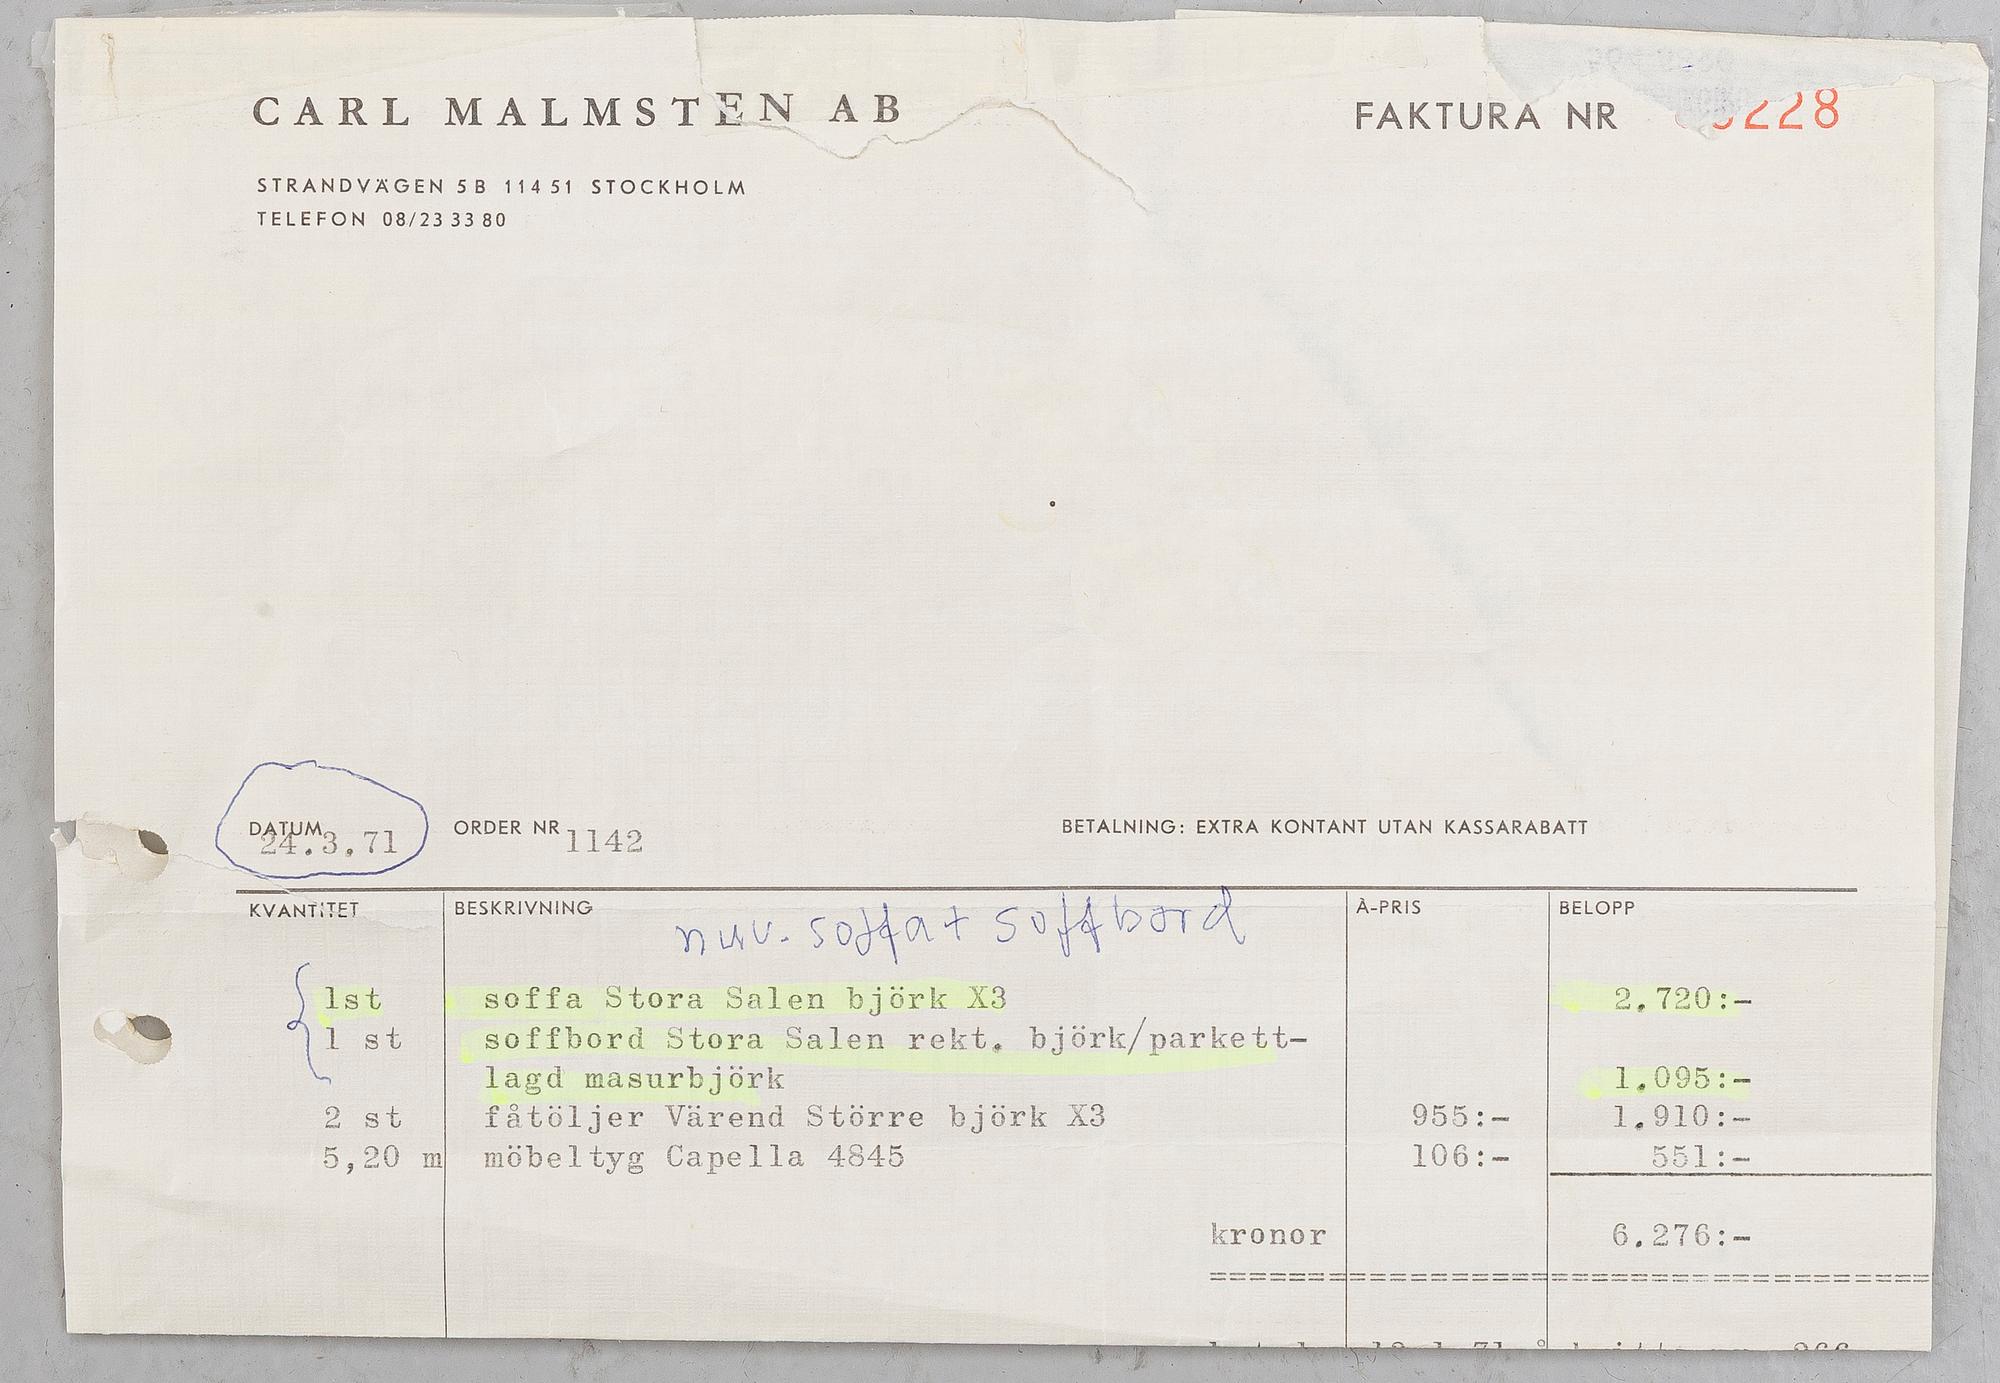 CARL MALMSTEN AB
FAKTURA NR 228
STRANDVÄGEN 5B 114 51 STOCKHOLM
TELEFON 08/23 33 80
DATUM 24.3.71 ORDER NR 1142 BETALNING: EXTRA KONTANT UTAN KASSARABATT
KVANTITET BESKRIVNING À-PRIS BELOPP
nuv. soffa + soffbord
1st soffa Stora Salen björk X3 2.720:-
1 st soffbord Stora Salen rekt. björk/parkett-
lagd masurbjörk 1.095:-
2 st fåtöljer Värend Större björk X3 955:- 1.910:-
5,20 m möbeltyg Capella 4845 106:- 551:-
kronor 6.276:-